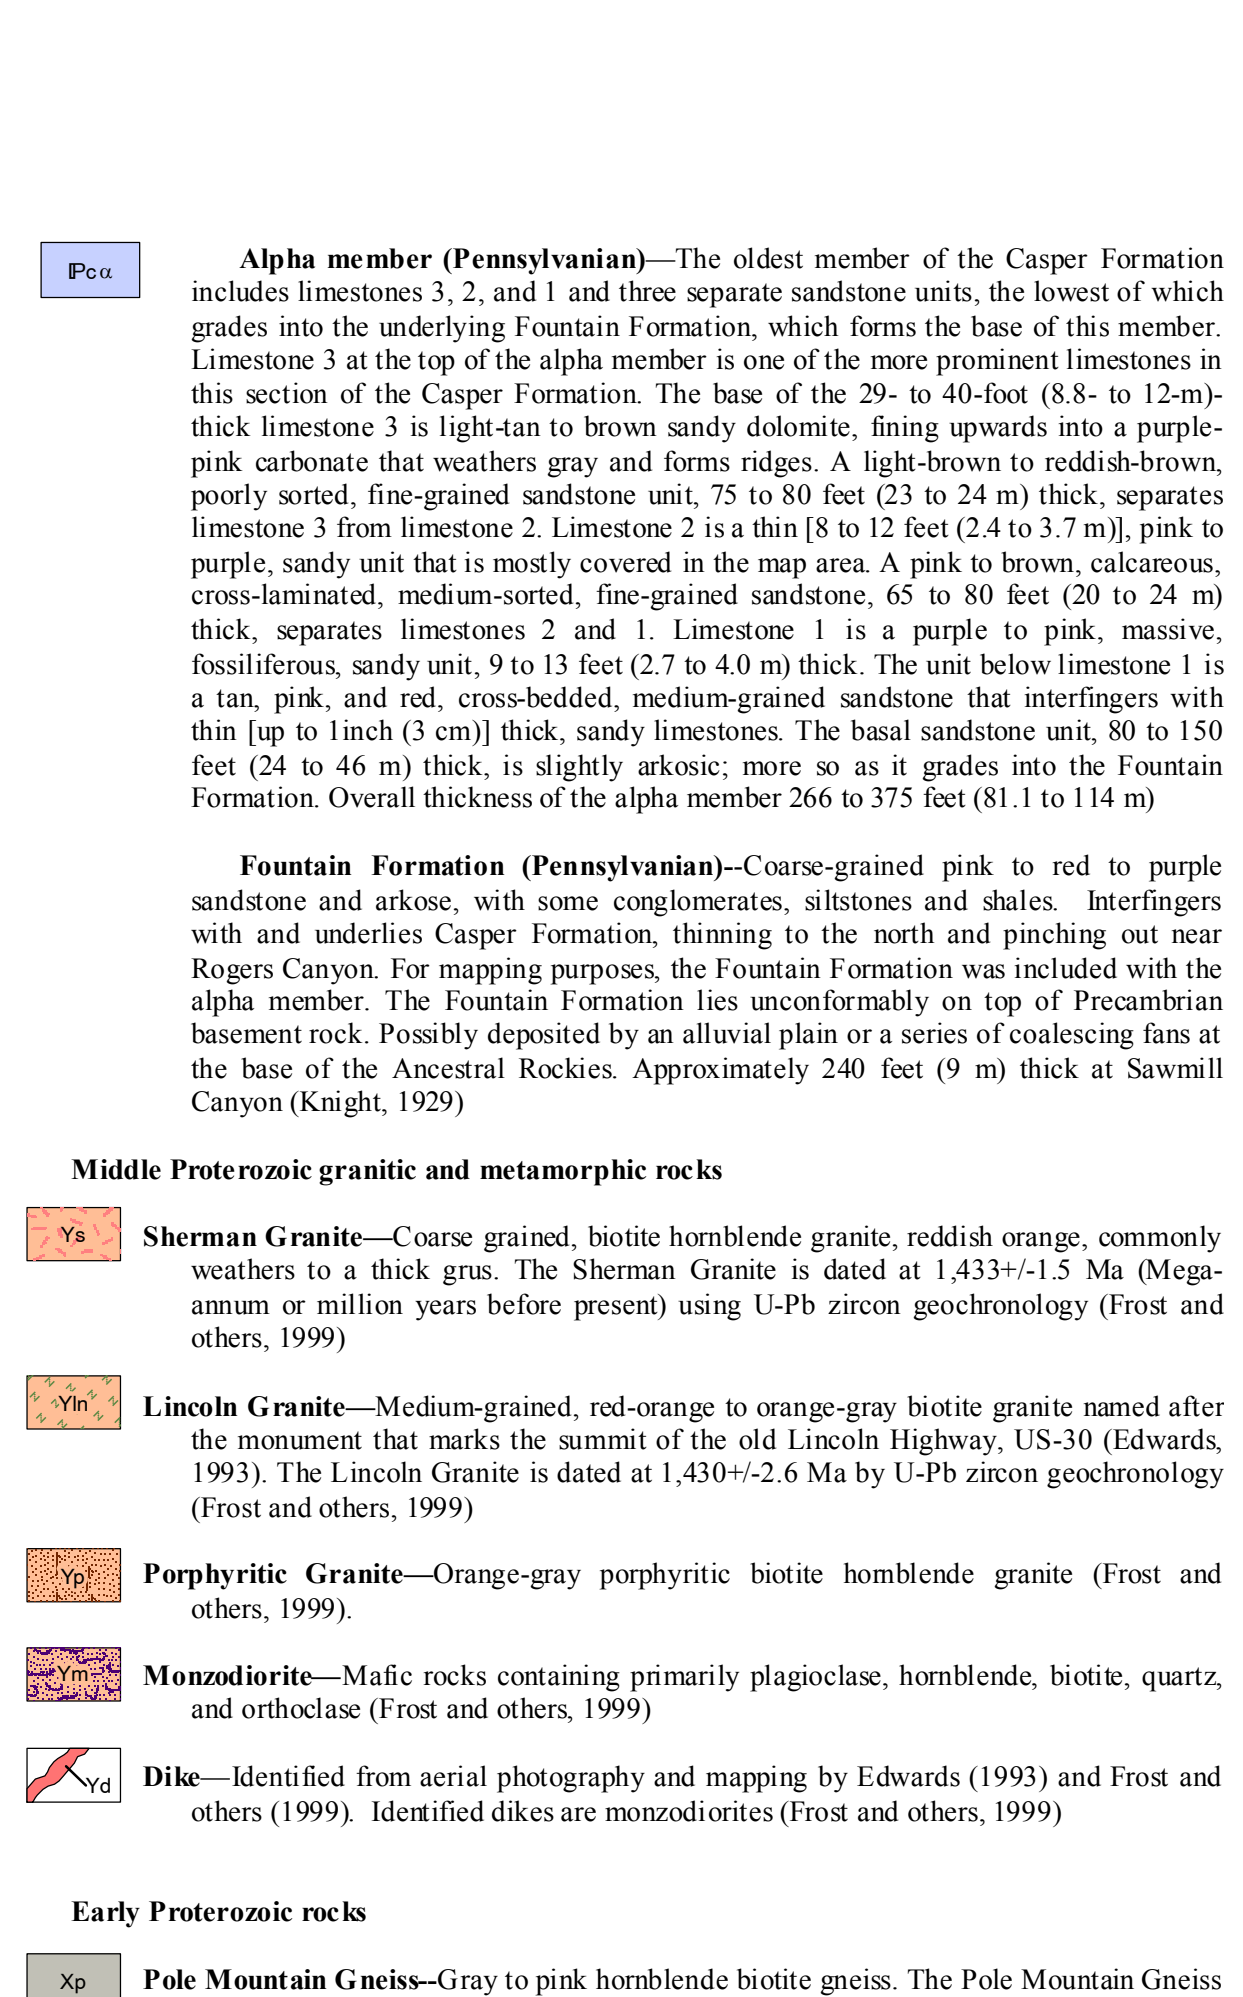 ℙcα
Alpha member (Pennsylvanian)—The oldest member of the Casper Formation
includes limestones 3, 2, and 1 and three separate sandstone units, the lowest of which
grades into the underlying Fountain Formation, which forms the base of this member.
Limestone 3 at the top of the alpha member is one of the more prominent limestones in
this section of the Casper Formation. The base of the 29- to 40-foot (8.8- to 12-m)-
thick limestone 3 is light-tan to brown sandy dolomite, fining upwards into a purple-
pink carbonate that weathers gray and forms ridges. A light-brown to reddish-brown,
poorly sorted, fine-grained sandstone unit, 75 to 80 feet (23 to 24 m) thick, separates
limestone 3 from limestone 2. Limestone 2 is a thin [8 to 12 feet (2.4 to 3.7 m)], pink to
purple, sandy unit that is mostly covered in the map area. A pink to brown, calcareous,
cross-laminated, medium-sorted, fine-grained sandstone, 65 to 80 feet (20 to 24 m)
thick, separates limestones 2 and 1. Limestone 1 is a purple to pink, massive,
fossiliferous, sandy unit, 9 to 13 feet (2.7 to 4.0 m) thick. The unit below limestone 1 is
a tan, pink, and red, cross-bedded, medium-grained sandstone that interfingers with
thin [up to 1inch (3 cm)] thick, sandy limestones. The basal sandstone unit, 80 to 150
feet (24 to 46 m) thick, is slightly arkosic; more so as it grades into the Fountain
Formation. Overall thickness of the alpha member 266 to 375 feet (81.1 to 114 m)
Fountain Formation (Pennsylvanian)--Coarse-grained pink to red to purple
sandstone and arkose, with some conglomerates, siltstones and shales. Interfingers
with and underlies Casper Formation, thinning to the north and pinching out near
Rogers Canyon. For mapping purposes, the Fountain Formation was included with the
alpha member. The Fountain Formation lies unconformably on top of Precambrian
basement rock. Possibly deposited by an alluvial plain or a series of coalescing fans at
the base of the Ancestral Rockies. Approximately 240 feet (9 m) thick at Sawmill
Canyon (Knight, 1929)
Middle Proterozoic granitic and metamorphic rocks
Ys
Sherman Granite—Coarse grained, biotite hornblende granite, reddish orange, commonly
weathers to a thick grus. The Sherman Granite is dated at 1,433+/-1.5 Ma (Mega-
annum or million years before present) using U-Pb zircon geochronology (Frost and
others, 1999)
Yln
Lincoln Granite—Medium-grained, red-orange to orange-gray biotite granite named after
the monument that marks the summit of the old Lincoln Highway, US-30 (Edwards,
1993). The Lincoln Granite is dated at 1,430+/-2.6 Ma by U-Pb zircon geochronology
(Frost and others, 1999)
Yp
Porphyritic Granite—Orange-gray porphyritic biotite hornblende granite (Frost and
others, 1999).
Ym
Monzodiorite—Mafic rocks containing primarily plagioclase, hornblende, biotite, quartz,
and orthoclase (Frost and others, 1999)
Yd
Dike—Identified from aerial photography and mapping by Edwards (1993) and Frost and
others (1999). Identified dikes are monzodiorites (Frost and others, 1999)
Early Proterozoic rocks
Xp
Pole Mountain Gneiss--Gray to pink hornblende biotite gneiss. The Pole Mountain Gneiss